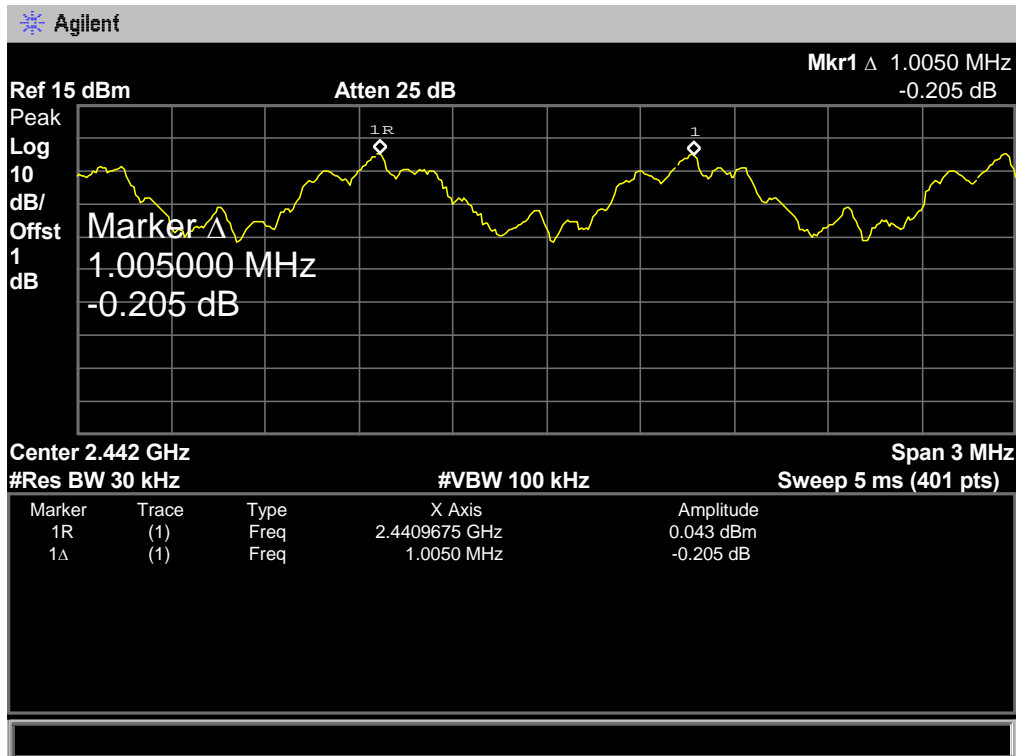 Agilent
Mkr1 Δ 1.0050 MHz
Ref 15 dBm Atten 25 dB -0.205 dB
Peak
Log
10
dB/
Offst
1
dB
1R
1
Marker Δ
1.005000 MHz
-0.205 dB
Center 2.442 GHz Span 3 MHz
#Res BW 30 kHz #VBW 100 kHz Sweep 5 ms (401 pts)
Marker Trace Type X Axis Amplitude
1R (1) Freq 2.4409675 GHz 0.043 dBm
1Δ (1) Freq 1.0050 MHz -0.205 dB